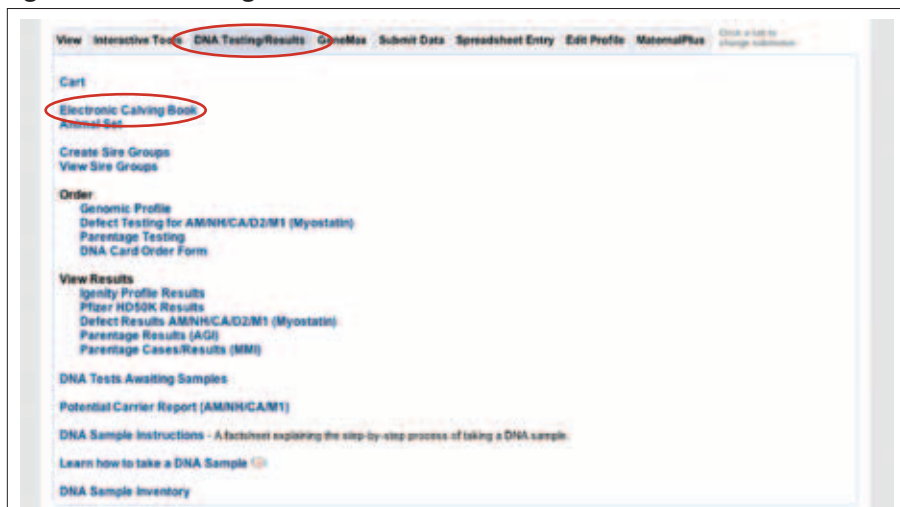 View Interactive Tools DNA Testing/Results GeneMax Submit Data Spreadsheet Entry Edit Profile MaternalPlus Click a tab to
change submenu
Cart
Electronic Calving Book
Animal Set
Create Sire Groups
View Sire Groups
Order
Genomic Profile
Defect Testing for AM/NH/CA/D2/M1 (Myostatin)
Parentage Testing
DNA Card Order Form
View Results
Igenity Profile Results
Pfizer HD50K Results
Defect Results AM/NH/CA/D2/M1 (Myostatin)
Parentage Results (AGI)
Parentage Cases/Results (MMI)
DNA Tests Awaiting Samples
Potential Carrier Report (AM/NH/CA/M1)
DNA Sample Instructions - A factsheet explaining the step-by-step process of taking a DNA sample.
Learn how to take a DNA Sample
DNA Sample Inventory